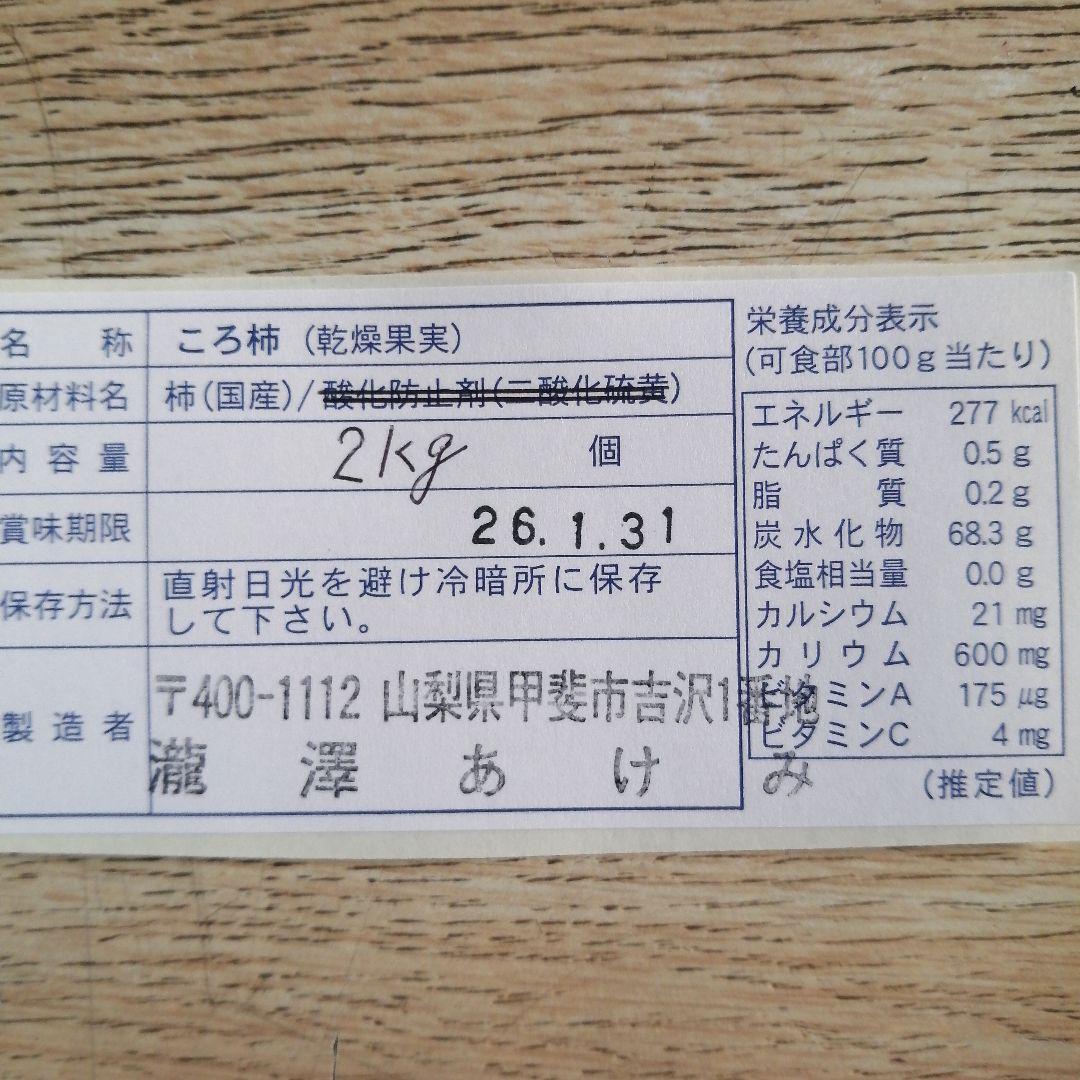 名称 ころ柿 (乾燥果実)
原材料名 柿(国産)/酸化防止剤(二酸化硫黄)
内容量 2kg 個
賞味期限 26.1.31
保存方法 直射日光を避け冷暗所に保存
して下さい。
製造者 〒400-1112 山梨県甲斐市吉沢1番地
瀧澤あけみ
栄養成分表示
(可食部100g当たり)
エネルギー 277 kcal
たんぱく質 0.5 g
脂質 0.2 g
炭水化物 68.3 g
食塩相当量 0.0 g
カルシウム 21 mg
カリウム 600 mg
ビタミンA 175 μg
ビタミンC 4 mg
(推定値)